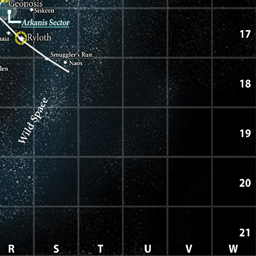 Geonosis
Siskeen
Arkanis Sector
Ryloth
17
Smuggler's Run
Naos
18
Wild Space
19
20
21
R S T U V W